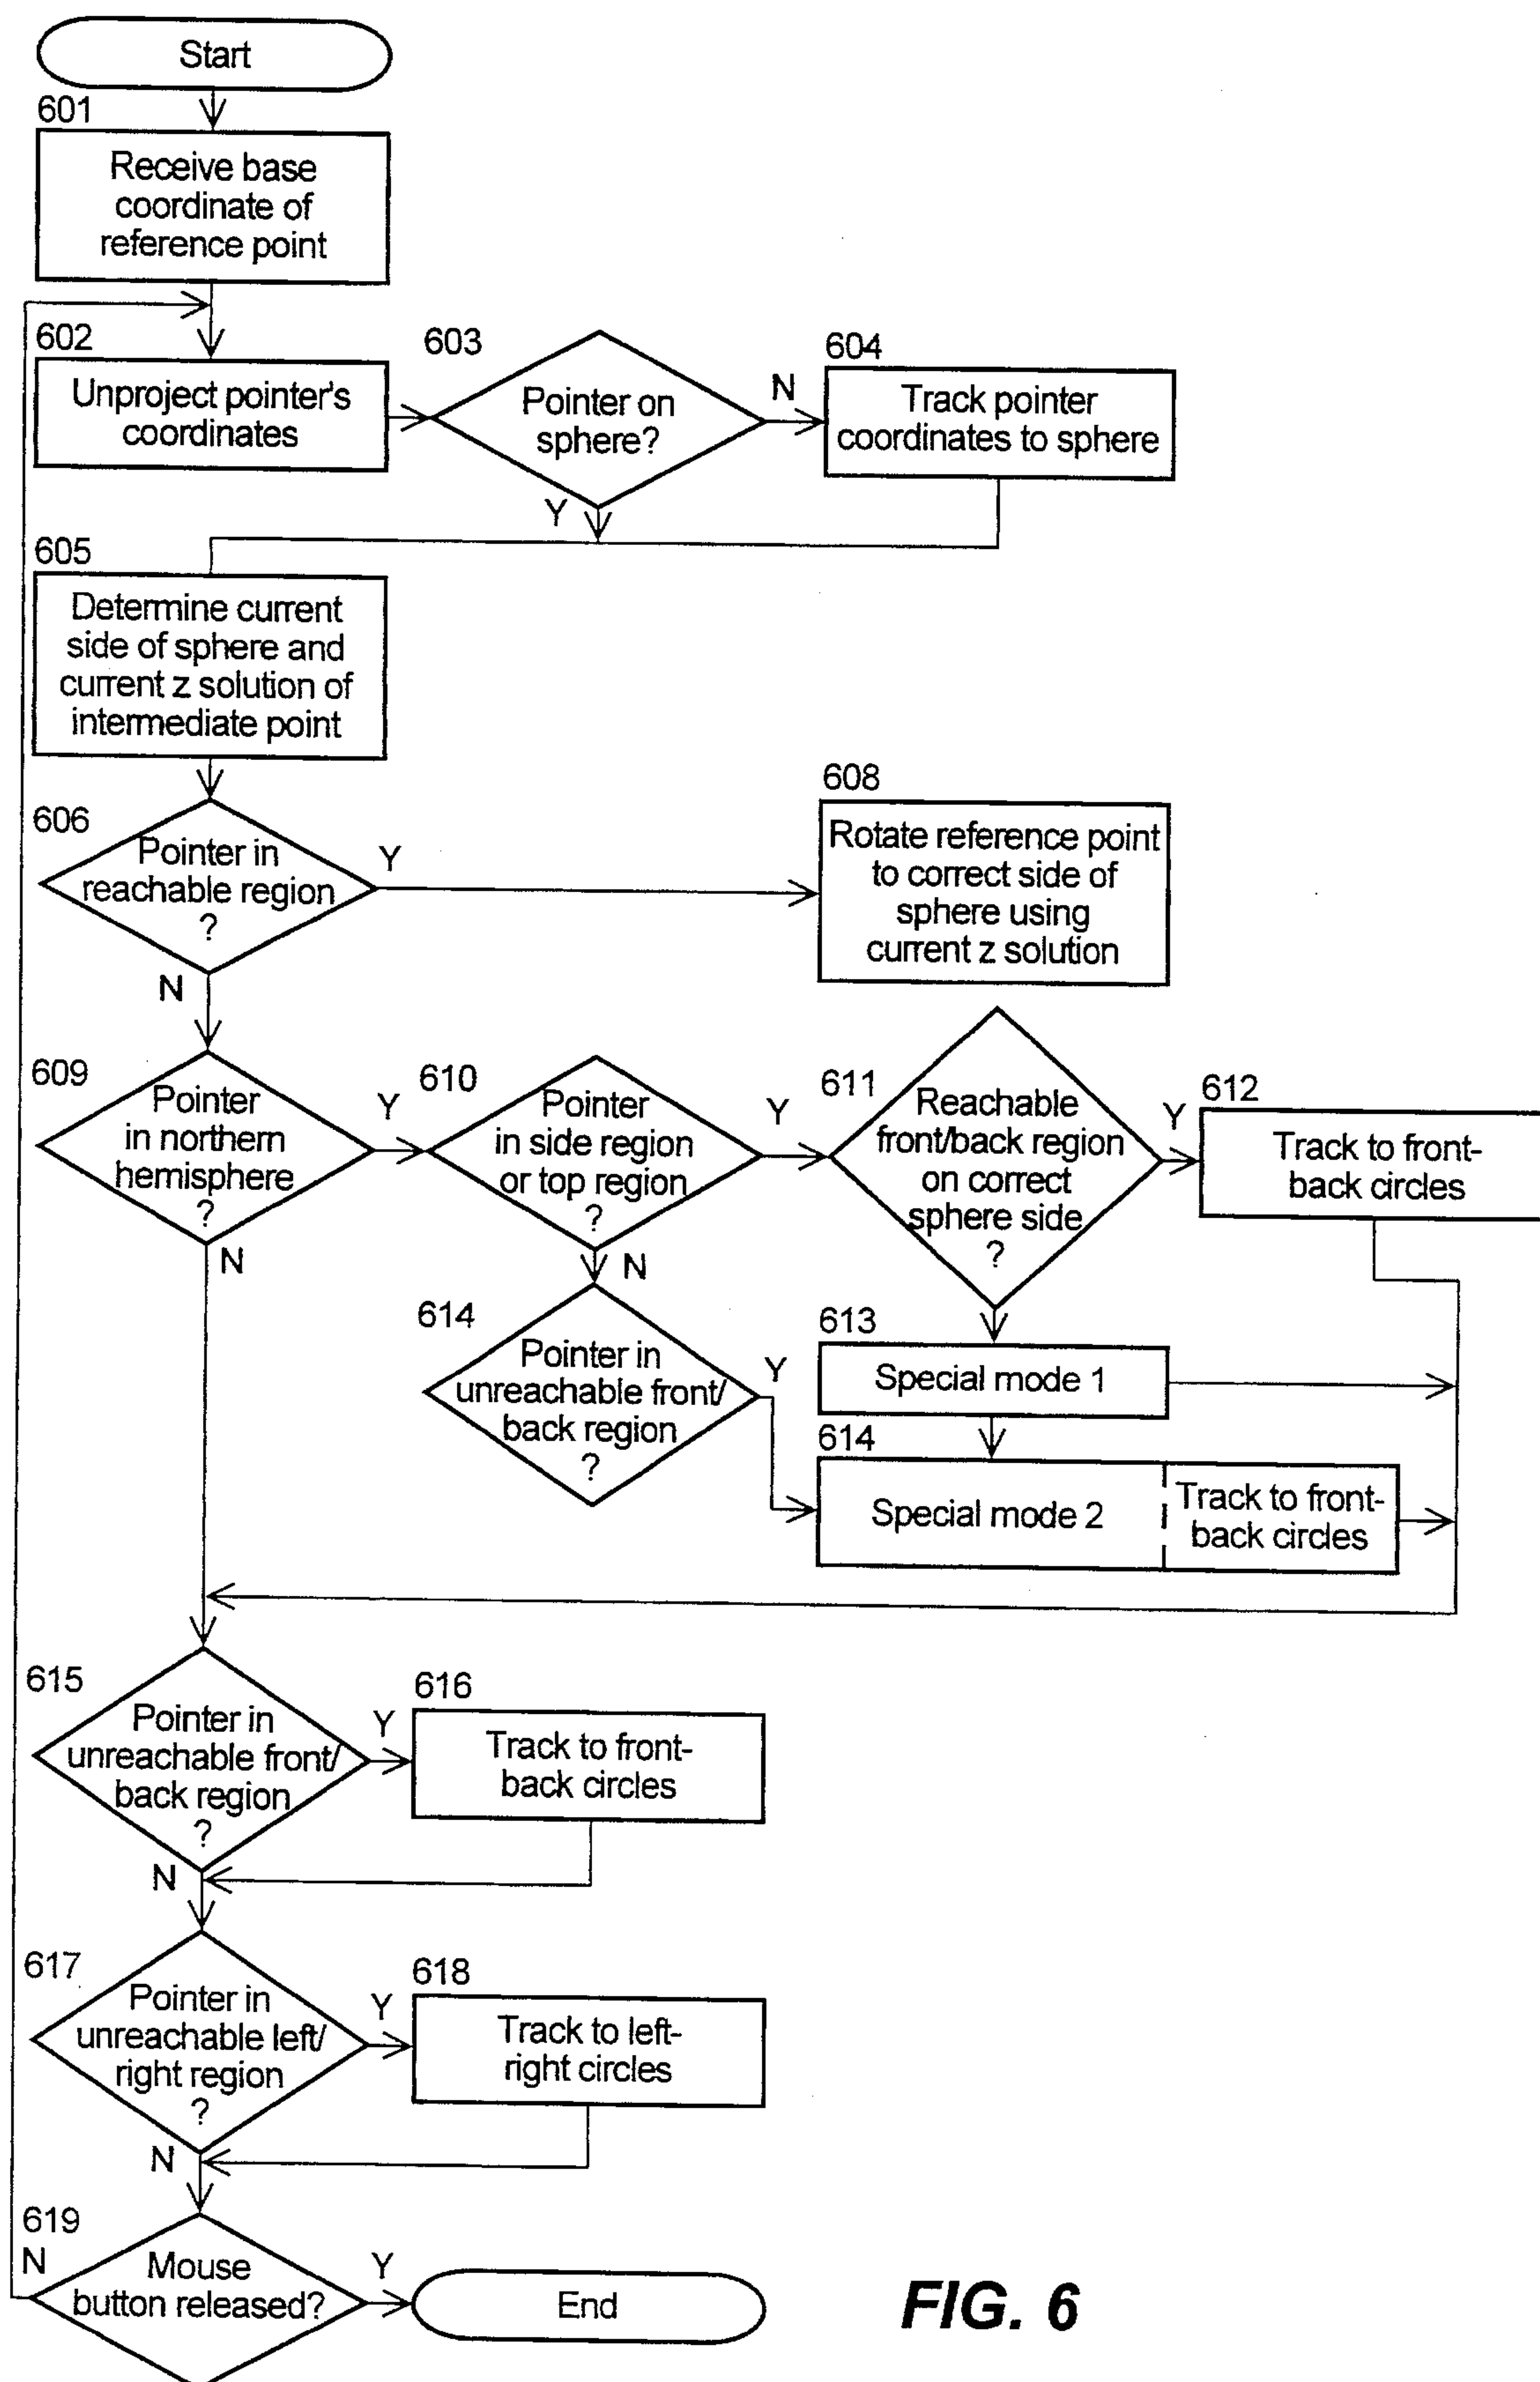 Start
601
Receive base
coordinate of
reference point
602
Unproject pointer's
coordinates
603
Pointer on
sphere?
N
Y
604
Track pointer
coordinates to sphere
605
Determine current
side of sphere and
current z solution of
intermediate point
606
Pointer in
reachable region
?
Y
N
608
Rotate reference point
to correct side of
sphere using
current z solution
609
Pointer
in northern
hemisphere
?
Y
N
610
Pointer
in side region
or top region
?
Y
N
611
Reachable
front/back region
on correct
sphere side
?
Y
612
Track to front-
back circles
613
Special mode 1
614
Pointer in
unreachable front/
back region
?
Y
614
Special mode 2
Track to front-
back circles
615
Pointer in
unreachable front/
back region
?
Y
N
616
Track to front-
back circles
617
Pointer in
unreachable left/
right region
?
Y
N
618
Track to left-
right circles
619
N
Mouse
button released?
Y
End
FIG. 6